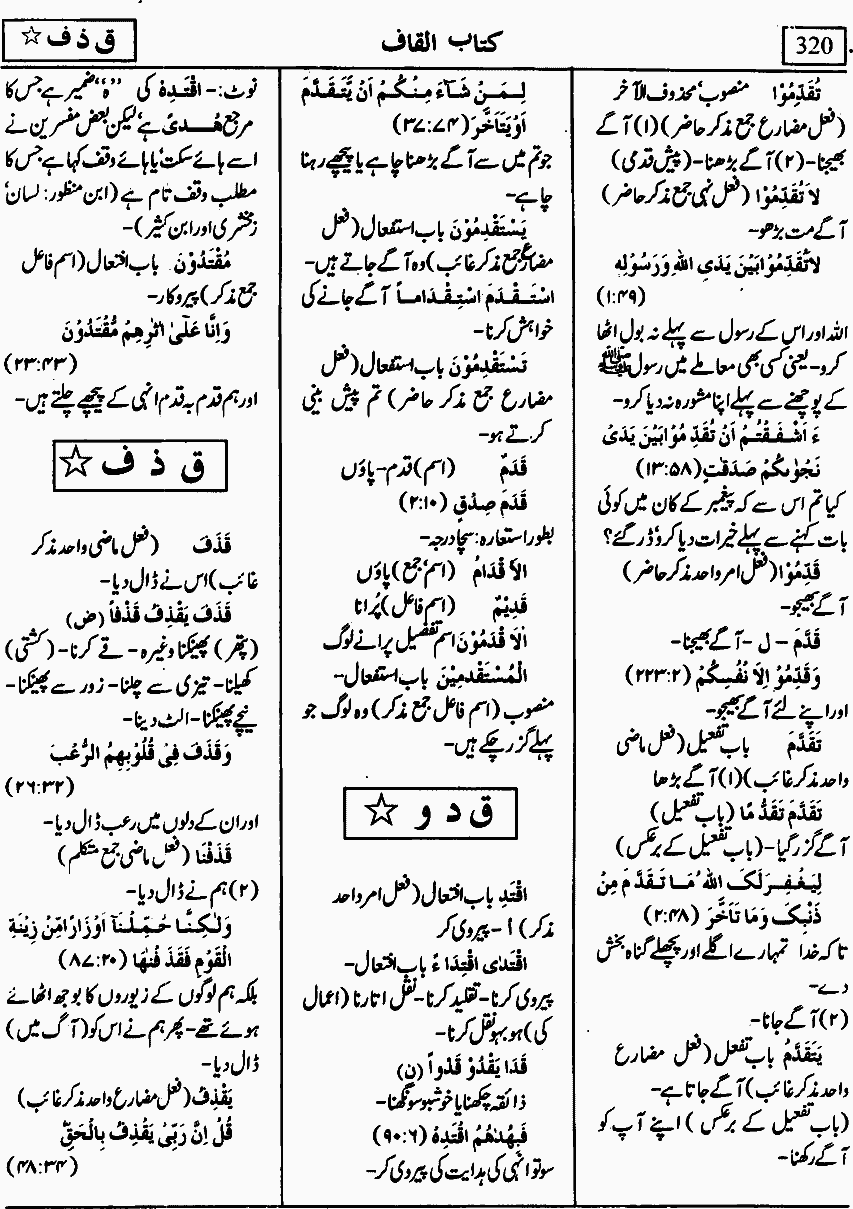 320
کتاب القاف
ق ذ ف ☆
تُقَدِّمُوْا منصوب، محذوف الآخر
(فعل مضارع جمع مذکر حاضر) (۱) آگے
بھیجنا- (۲) آگے بڑھنا- (پیش قدمی)
لَا تُقَدِّمُوْا (فعل نہی جمع مذکر حاضر)
آگے مت بڑھو-
لَاتُقَدِّمُوْا بَيْنَ يَدَىِ اللهِ وَرَسُوْلِهِ
(۱:۴۹)
اللہ اور اس کے رسول سے پہلے نہ بول اٹھا
کرو- یعنی کسی بھی معاملے میں رسول ﷺ
کے پوچھنے سے پہلے اپنا مشورہ نہ دیا کرو-
ءَ اَشْفَقْتُمْ اَنْ تُقَدِّ مُوْا بَيْنَ يَدَىْ
نَجْوٰىكُمْ صَدَقٰتٍ (۱۳:۵۸)
کیا تم اس سے کہ پیغمبر کے کان میں کوئی
بات کہنے سے پہلے خیرات دیا کرو ڈر گئے؟
قَدِّمُوْا (فعل امر واحد مذکر حاضر)
آگے بھیجو-
قَدَّمَ - ل - آگے بھیجنا-
وَقَدِّمُوْ الِاَ نْفُسِكُمْ (۲۲۳:۲)
اور اپنے لئے آگے بھیجو-
تَقَدَّمَ باب تفعیل (فعل ماضی
واحد مذکر غائب) (۱) آگے بڑھا
تَقَدَّمَ تَقَدُّ مًا (باب تفعیل)
آگے گزر گیا- (باب تفعیل کے برعکس)
لِيَغْفِرَ لَكَ اللهُ مَا تَقَدَّ مَ مِنْ
ذَنْبِكَ وَمَا تَاَخَّرَ (۲:۴۸)
تا کہ خدا تمہارے اگلے اور پچھلے گناہ بخش
دے-
(۲) آگے جانا-
يَتَقَدَّمُ باب تفعل (فعل مضارع
واحد مذکر غائب) آگے جاتا ہے-
(باب تفعیل کے برعکس) اپنے آپ کو
آگے رکھنا-
لِمَنْ شَآءَ مِنْكُمْ اَنْ يَّتَقَدَّمَ
اَوْ يَتَاَخَّرَ (۳۷:۷۴)
جو تم میں سے آگے بڑھنا چاہے یا پیچھے رہنا
چاہے-
يَسْتَقْدِمُوْنَ باب استفعال (فعل
مضارع جمع مذکر غائب) وہ آگے جاتے ہیں-
اسْتَقْدَمَ اسْتِقْدَاماً آگے جانے کی
خواہش کرنا-
تَسْتَقْدِمُوْنَ باب استفعال (فعل
مضارع جمع مذکر حاضر) تم پیش بینی
کرتے ہو-
قَدَمٌ (اسم) قدم- پاؤں
قَدَمَ صِدْقٍ (۲:۱۰)
بطور استعارہ: سچا درجہ-
الْاَ قْدَامُ (اسم، جمع) پاؤں
قَدِيْمٌ (اسم فاعل) پُرانا
اَلْاَ قْدَمُوْنَ اسم تفصیل پرانے لوگ
الْمُسْتَقْدِمِيْنَ باب استفعال-
منصوب (اسم فاعل جمع مذکر) وہ لوگ جو
پہلے گزر چکے ہیں-
ق د و ☆
اقْتَدِ باب افتعال (فعل امر واحد
مذکر) أ- پیروی کر
اقْتَدٰى اقْتِدَا ءً باب افتعال-
پیروی کرنا- تقلید کرنا- نقل اتارنا (اعمال
کی) ہو بہو نقل کرنا-
قَدَا يَقْدُوْ قَدْواً (ن)
ذائقہ چکھنا یا خوشبو سونگھنا-
فَبِهُدٰهُمُ اقْتَدِهْ (۹۰:۶)
سو تو انہی کی ہدایت کی پیروی کر-
نوٹ:- اقْتَدِهْ کی "ہ" ضمیر ہے جس کا
مرجع هُدىً ہے، لیکن بعض مفسرین نے
اسے ہائے سکتہ یا ہائے وقف کہا ہے جس کا
مطلب وقف تام ہے (ابن منظور: لسان،
زمخشری اور ابن کثیر)-
مُقْتَدُوْنَ باب افتعال (اسم فاعل
جمع مذکر) پیروکار-
وَاِنَّا عَلٰٓى اٰثٰرِهِمْ مُّقْتَدُوْنَ
(۲۳:۴۳)
اور ہم قدم بہ قدم انہی کے پیچھے چلتے ہیں-
ق ذ ف ☆
قَذَفَ (فعل ماضی واحد مذکر
غائب) اس نے ڈال دیا-
قَذَفَ يَقْذِفُ قَذْفاً (ض)
(پتھر) پھینکنا وغیرہ- قے کرنا- (کشتی)
کھیلنا- تیزی سے چلنا- زور سے پھینکنا-
نیچے پھینکنا- الٹ دینا-
وَقَذَفَ فِىْ قُلُوْبِهِمُ الرُّعْبَ
(۲۶:۳۲)
اور ان کے دلوں میں رعب ڈال دیا-
قَذَفْنَا (فعل ماضی جمع متکلم)
(۲) ہم نے ڈال دیا-
وَلٰكِنَّا حُمِّلْنَآ اَوْزَارًا مِّنْ زِيْنَةِ
الْقَوْمِ فَقَذَ فْنٰهَا (۸۷:۲۰)
بلکہ ہم لوگوں کے زیوروں کا بوجھ اٹھائے
ہوئے تھے- پھر ہم نے اس کو (آگ میں)
ڈال دیا-
يَقْذِفُ (فعل مضارع واحد مذکر غائب)
قُلْ اِنَّ رَبِّىْ يَقْذِفُ بِالْحَقِّ
(۴۸:۳۴)